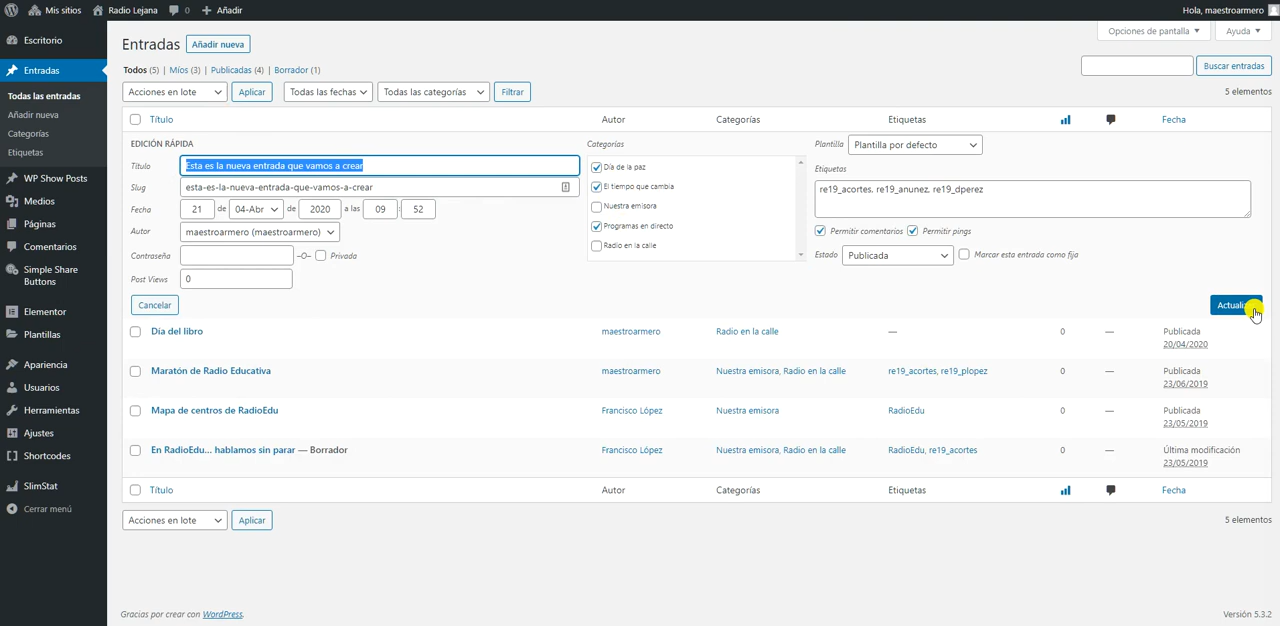 Mis sitios Radio Lejana 0 Añadir Hola, maestroarmero
Escritorio
Entradas
Todas las entradas
Añadir nueva
Categorías
Etiquetas
WP Show Posts
Medios
Páginas
Comentarios
Simple Share
Buttons
Elementor
Plantillas
Apariencia
Usuarios
Herramientas
Ajustes
Shortcodes
SlimStat
Cerrar menú
Opciones de pantalla Ayuda
Entradas Añadir nueva
Todos (5) | Míos (3) | Publicadas (4) | Borrador (1)
Buscar entradas
Acciones en lote Aplicar Todas las fechas Todas las categorías Filtrar
5 elementos
Título Autor Categorías Etiquetas Fecha
EDICIÓN RÁPIDA
Título Esta es la nueva entrada que vamos a crear
Slug esta-es-la-nueva-entrada-que-vamos-a-crear
Fecha 21 de 04-Abr de 2020 a las 09 : 52
Autor maestroarmero (maestroarmero)
Contraseña –O– Privada
Post Views 0
Categorías
Día de la paz
El tiempo que cambia
Nuestra emisora
Programas en directo
Radio en la calle
Plantilla Plantilla por defecto
Etiquetas
re19_acortes, re19_anunez, re19_dperez
Permitir comentarios Permitir pings
Estado Publicada Marcar esta entrada como fija
Cancelar
Día del libro maestroarmero Radio en la calle — 0 — Publicada
20/04/2020
Maratón de Radio Educativa maestroarmero Nuestra emisora, Radio en la calle re19_acortes, re19_plopez 0 — Publicada
23/06/2019
Mapa de centros de RadioEdu Francisco López Nuestra emisora RadioEdu 0 — Publicada
23/05/2019
En RadioEdu... hablamos sin parar — Borrador Francisco López Nuestra emisora, Radio en la calle RadioEdu, re19_acortes 0 — Última modificación
23/05/2019
Título Autor Categorías Etiquetas Fecha
Acciones en lote Aplicar 5 elementos
Gracias por crear con WordPress. Versión 5.3.2